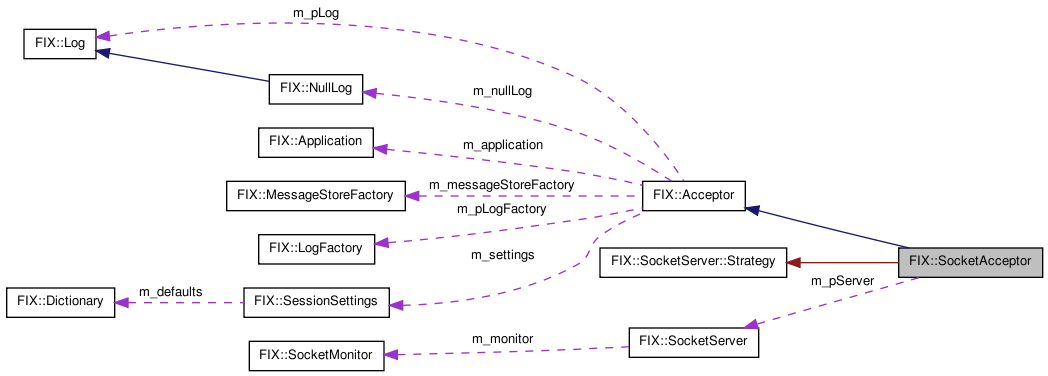 m_pLog
FIX::Log
FIX::NullLog
m_nullLog
FIX::Application
m_application
FIX::MessageStoreFactory
m_messageStoreFactory
FIX::Acceptor
m_pLogFactory
FIX::LogFactory
m_settings
FIX::SocketServer::Strategy
FIX::SocketAcceptor
m_pServer
FIX::Dictionary
m_defaults
FIX::SessionSettings
FIX::SocketMonitor
m_monitor
FIX::SocketServer